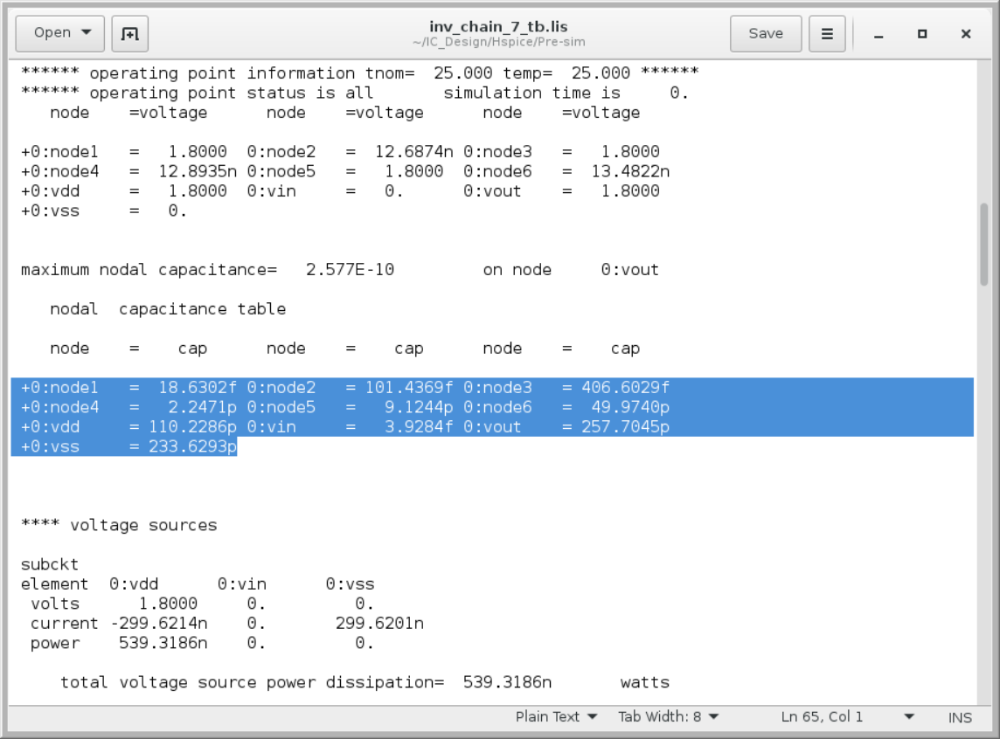 Open
inv_chain_7_tb.lis
~/IC_Design/Hspice/Pre-sim
Save
****** operating point information tnom=  25.000 temp=  25.000 ******
****** operating point status is all       simulation time is     0.
   node    =voltage      node    =voltage      node    =voltage
+0:node1   =   1.8000  0:node2   =  12.6874n 0:node3   =   1.8000
+0:node4   =  12.8935n 0:node5   =   1.8000  0:node6   =  13.4822n
+0:vdd     =   1.8000  0:vin     =   0.      0:vout    =   1.8000
+0:vss     =   0.
maximum nodal capacitance=   2.577E-10         on node     0:vout
   nodal  capacitance table
   node    =    cap      node    =    cap      node    =    cap
+0:node1   =  18.6302f 0:node2   = 101.4369f 0:node3   = 406.6029f
+0:node4   =   2.2471p 0:node5   =   9.1244p 0:node6   =  49.9740p
+0:vdd     = 110.2286p 0:vin     =   3.9284f 0:vout    = 257.7045p
+0:vss     = 233.6293p
**** voltage sources
subckt
element  0:vdd      0:vin      0:vss
 volts      1.8000     0.         0.
 current -299.6214n    0.       299.6201n
 power    539.3186n    0.         0.
    total voltage source power dissipation=  539.3186n       watts
Plain Text  Tab Width: 8  Ln 65, Col 1  INS